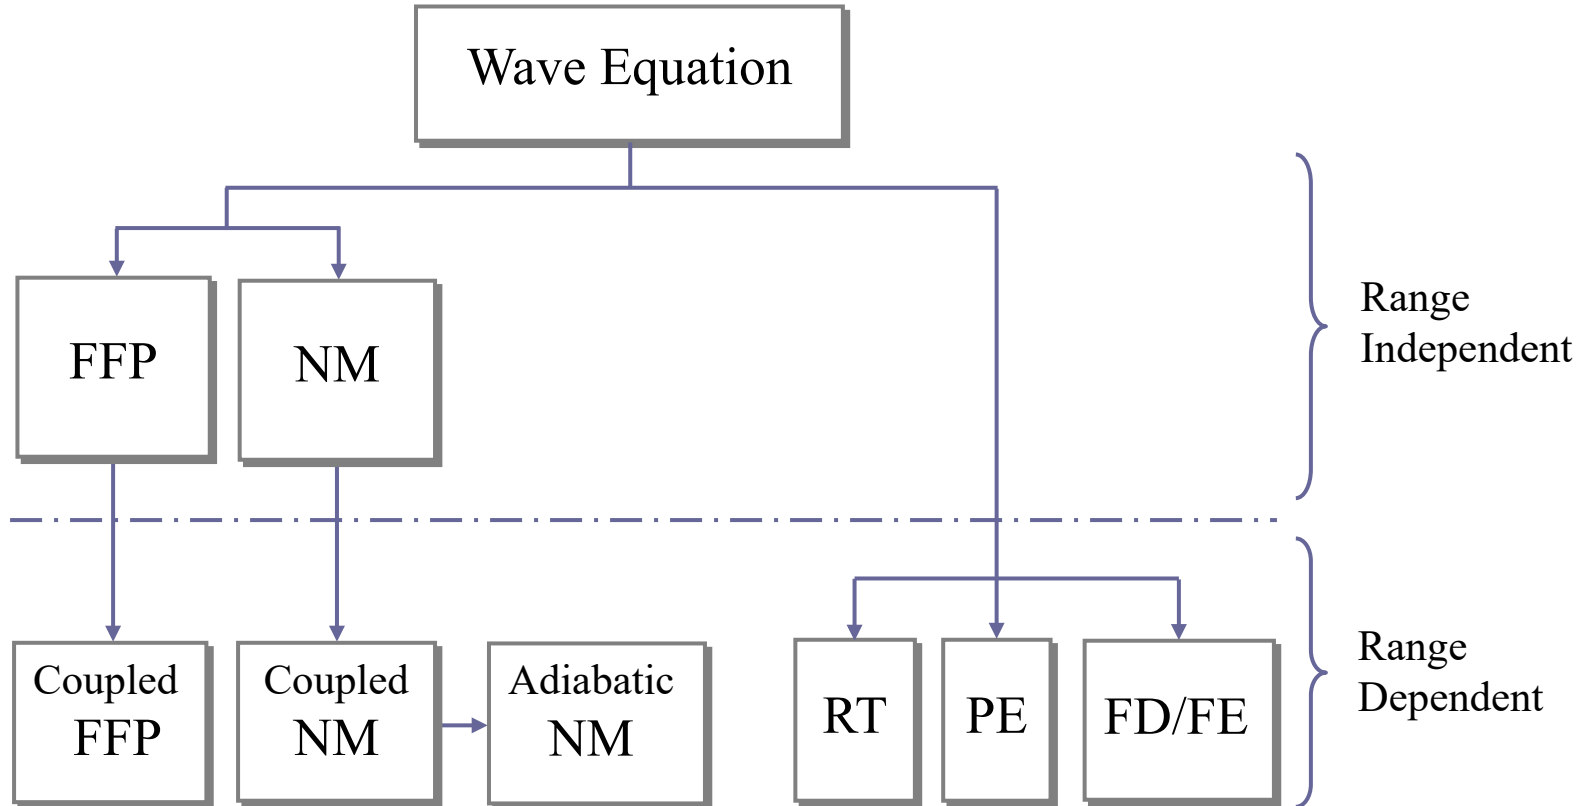 Wave Equation
FFP
NM
Range
Independent
Coupled
FFP
Coupled
NM
Adiabatic
NM
RT
PE
FD/FE
Range
Dependent